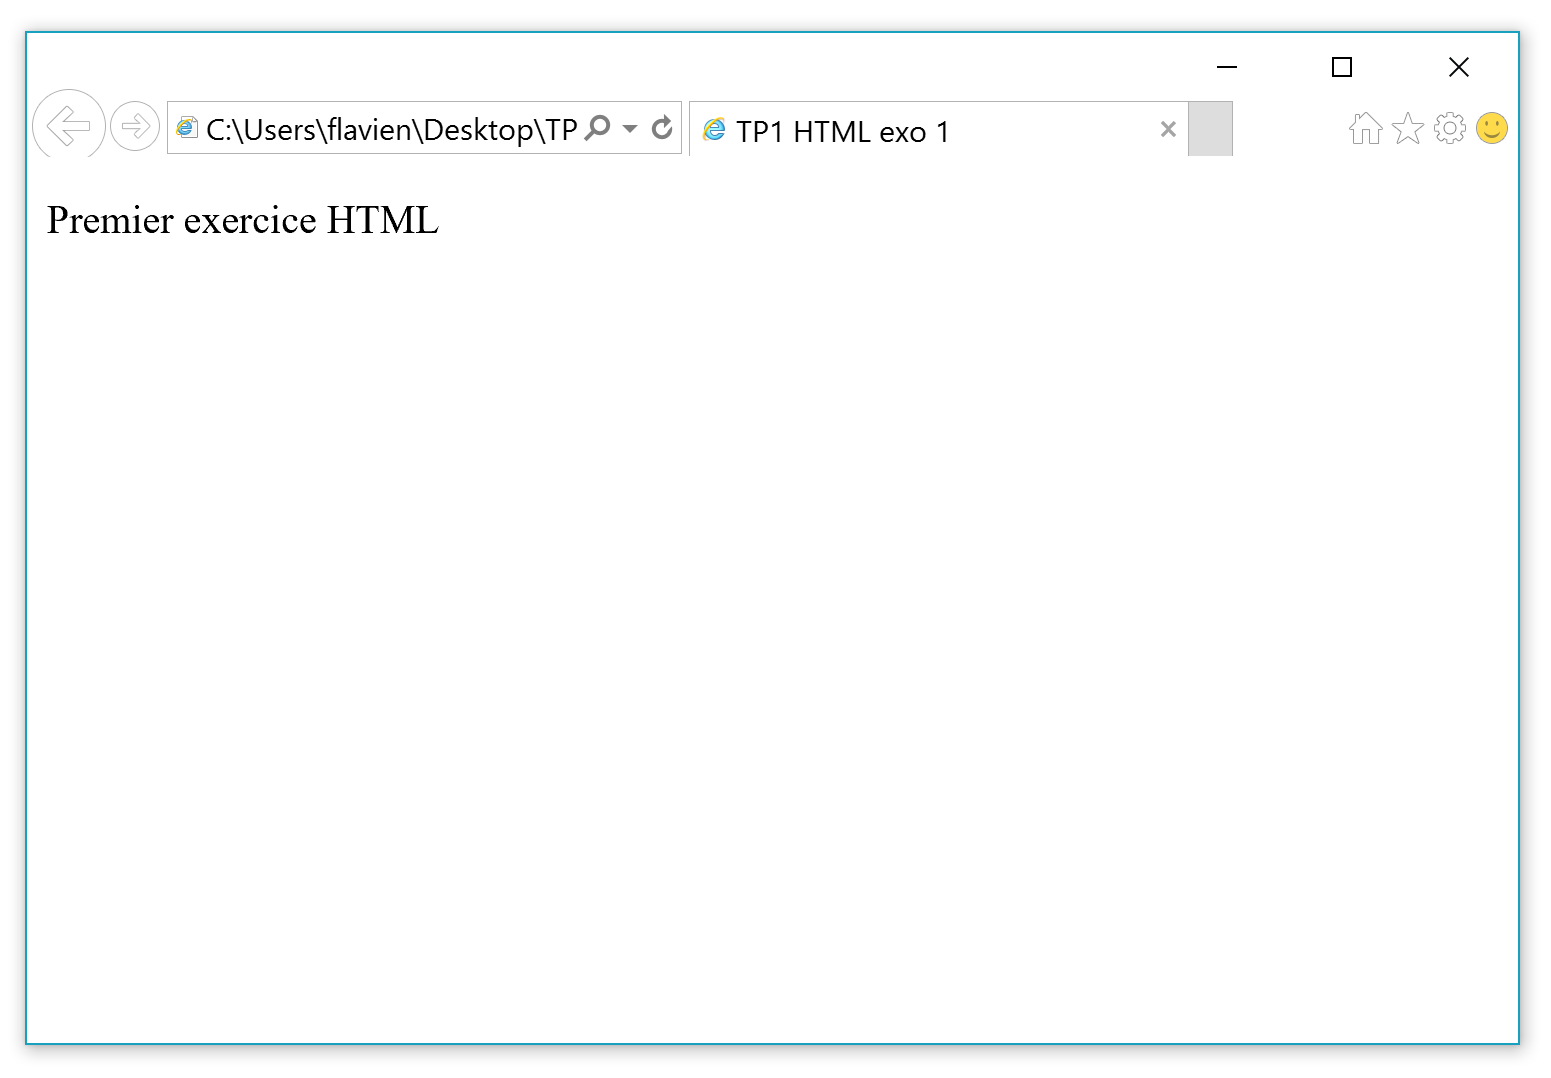 C:\Users\flavien\Desktop\TP
TP1 HTML exo 1
Premier exercice HTML